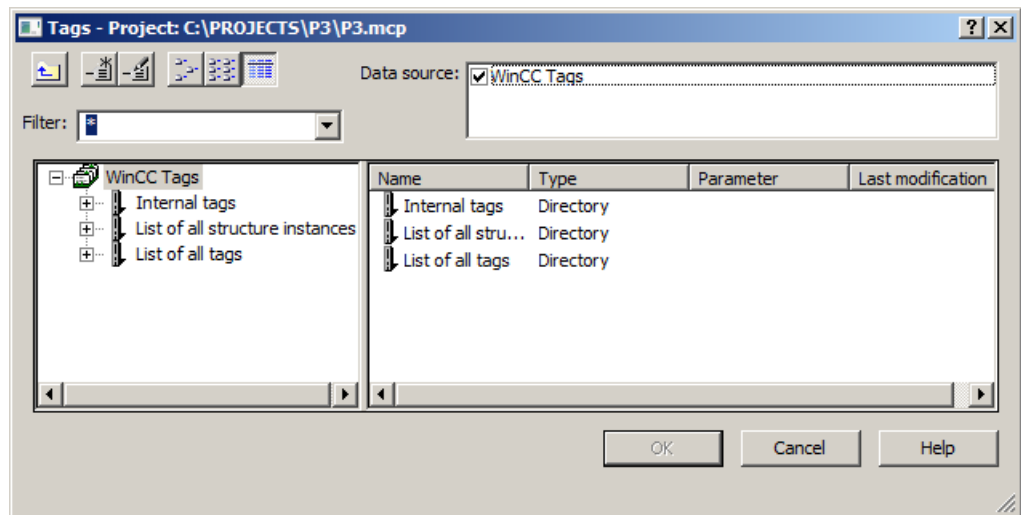 Tags - Project: C:\PROJECTS\P3\P3.mcp
Data source: WinCC Tags
Filter: *
WinCC Tags
Internal tags
List of all structure instances
List of all tags
Name Type Parameter Last modification
Internal tags Directory
List of all stru... Directory
List of all tags Directory
OK Cancel Help